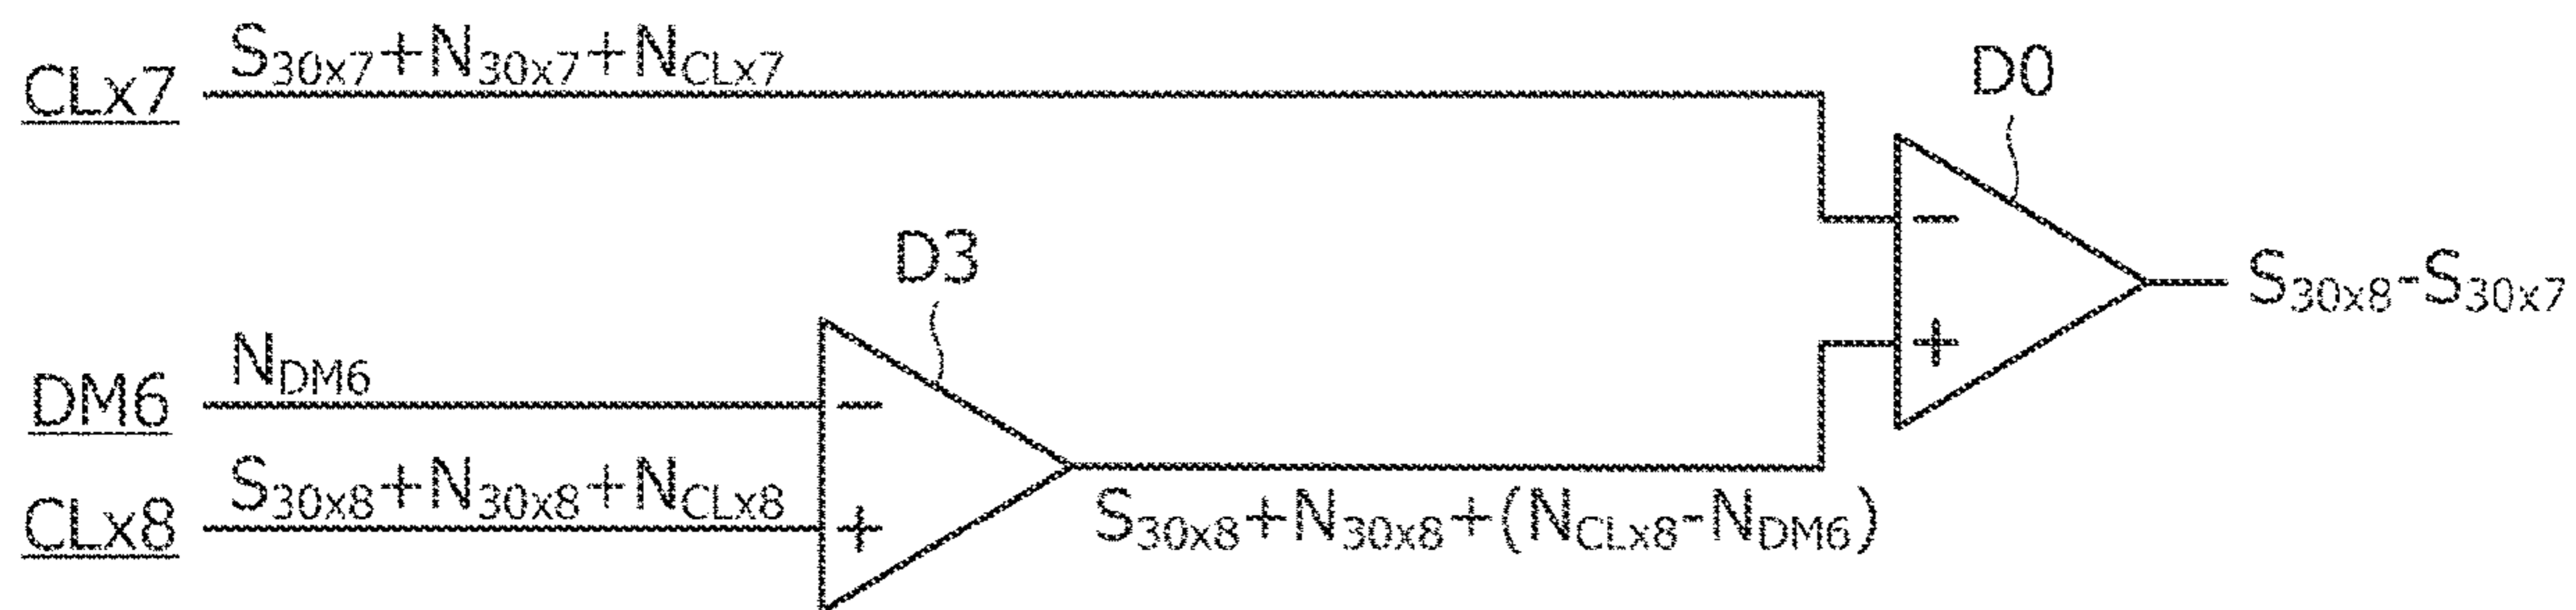 CLx7 S30x7+N30x7+NCLx7
D0
−
D3
S30x8-S30x7
+
DM6 NDM6
−
CLx8 S30x8+N30x8+NCLx8
+
S30x8+N30x8+(NCLx8-NDM6)